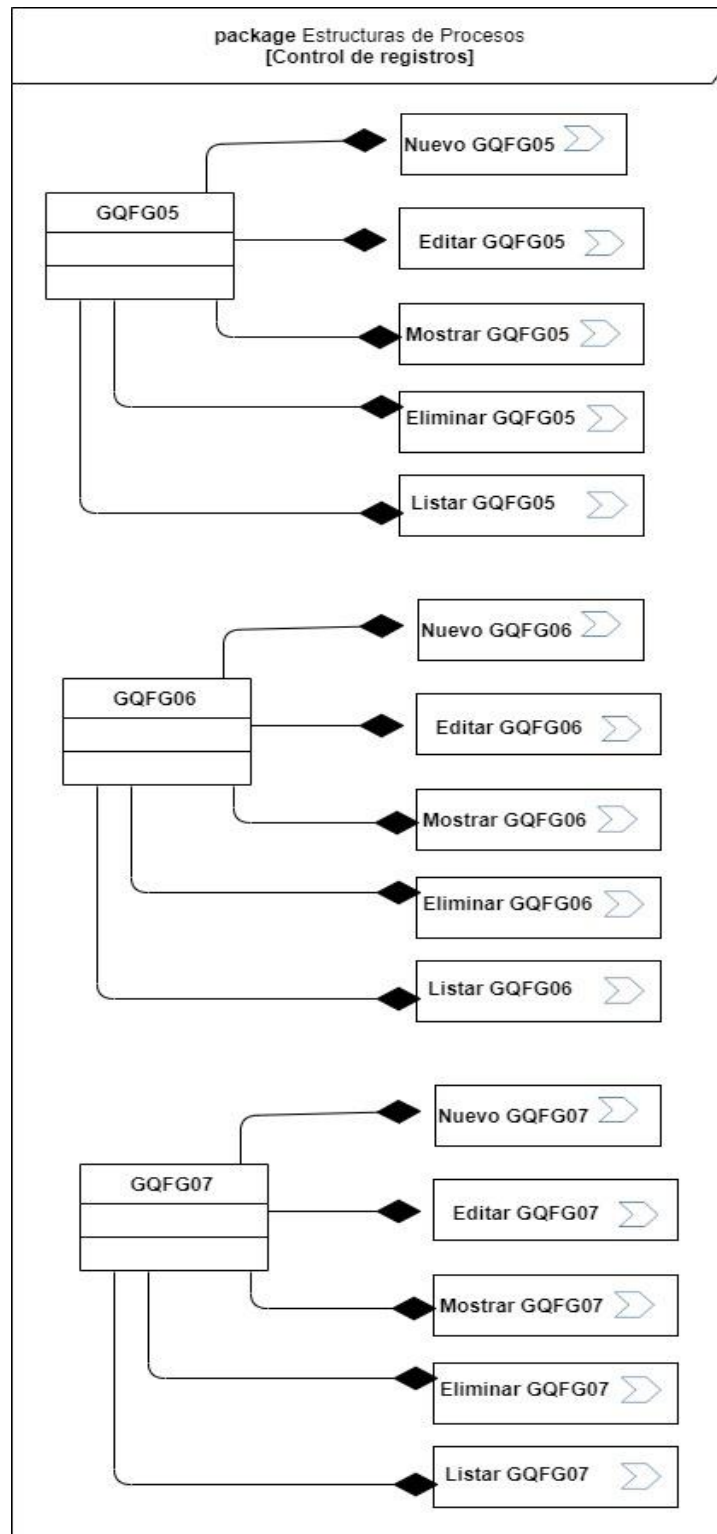 package Estructuras de Procesos
[Control de registros]
Nuevo GQFG05
GQFG05
Editar GQFG05
Mostrar GQFG05
Eliminar GQFG05
Listar GQFG05
Nuevo GQFG06
GQFG06
Editar GQFG06
Mostrar GQFG06
Eliminar GQFG06
Listar GQFG06
Nuevo GQFG07
GQFG07
Editar GQFG07
Mostrar GQFG07
Eliminar GQFG07
Listar GQFG07